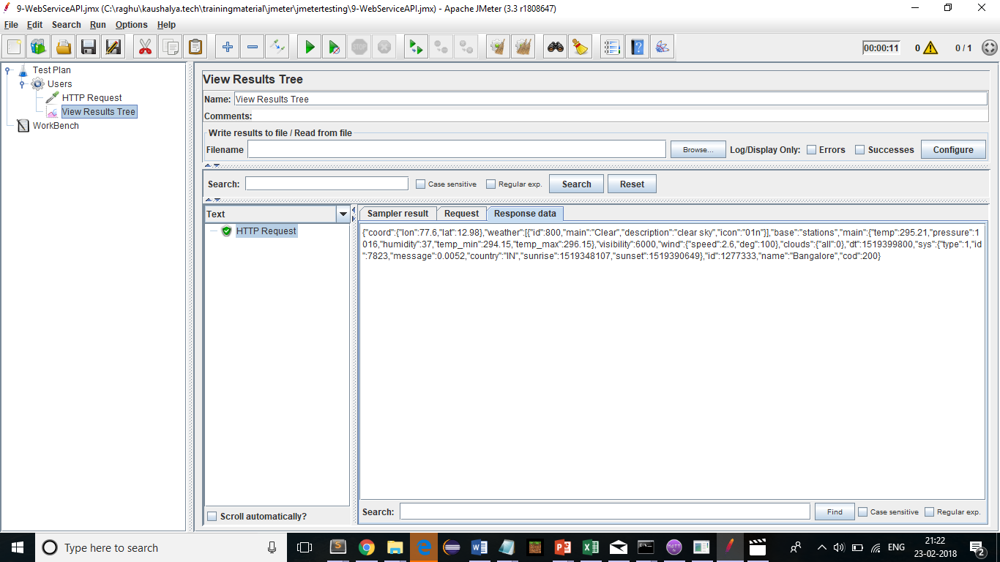 9-WebServiceAPI.jmx (C:\raghu\kaushalya.tech\trainingmaterial\jmeter\jmetertesting\9-WebServiceAPI.jmx) - Apache JMeter (3.3 r1808647)
File Edit Search Run Options Help
00:00:11 0 0 / 1
Test Plan
Users
HTTP Request
View Results Tree
WorkBench
View Results Tree
Name: View Results Tree
Comments:
Write results to file / Read from file
Filename Browse... Log/Display Only: Errors Successes Configure
Search: Case sensitive Regular exp. Search Reset
Text
HTTP Request
Scroll automatically?
Sampler result Request Response data
{"coord":{"lon":77.6,"lat":12.98},"weather":[{"id":800,"main":"Clear","description":"clear sky","icon":"01n"}],"base":"stations","main":{"temp":295.21,"pressure":1
016,"humidity":37,"temp_min":294.15,"temp_max":296.15},"visibility":6000,"wind":{"speed":2.6,"deg":100},"clouds":{"all":0},"dt":1519399800,"sys":{"type":1,"id
":7823,"message":0.0052,"country":"IN","sunrise":1519348107,"sunset":1519390649},"id":1277333,"name":"Bangalore","cod":200}
Search: Find Case sensitive Regular exp.
Type here to search
ENG
21:22
23-02-2018
2